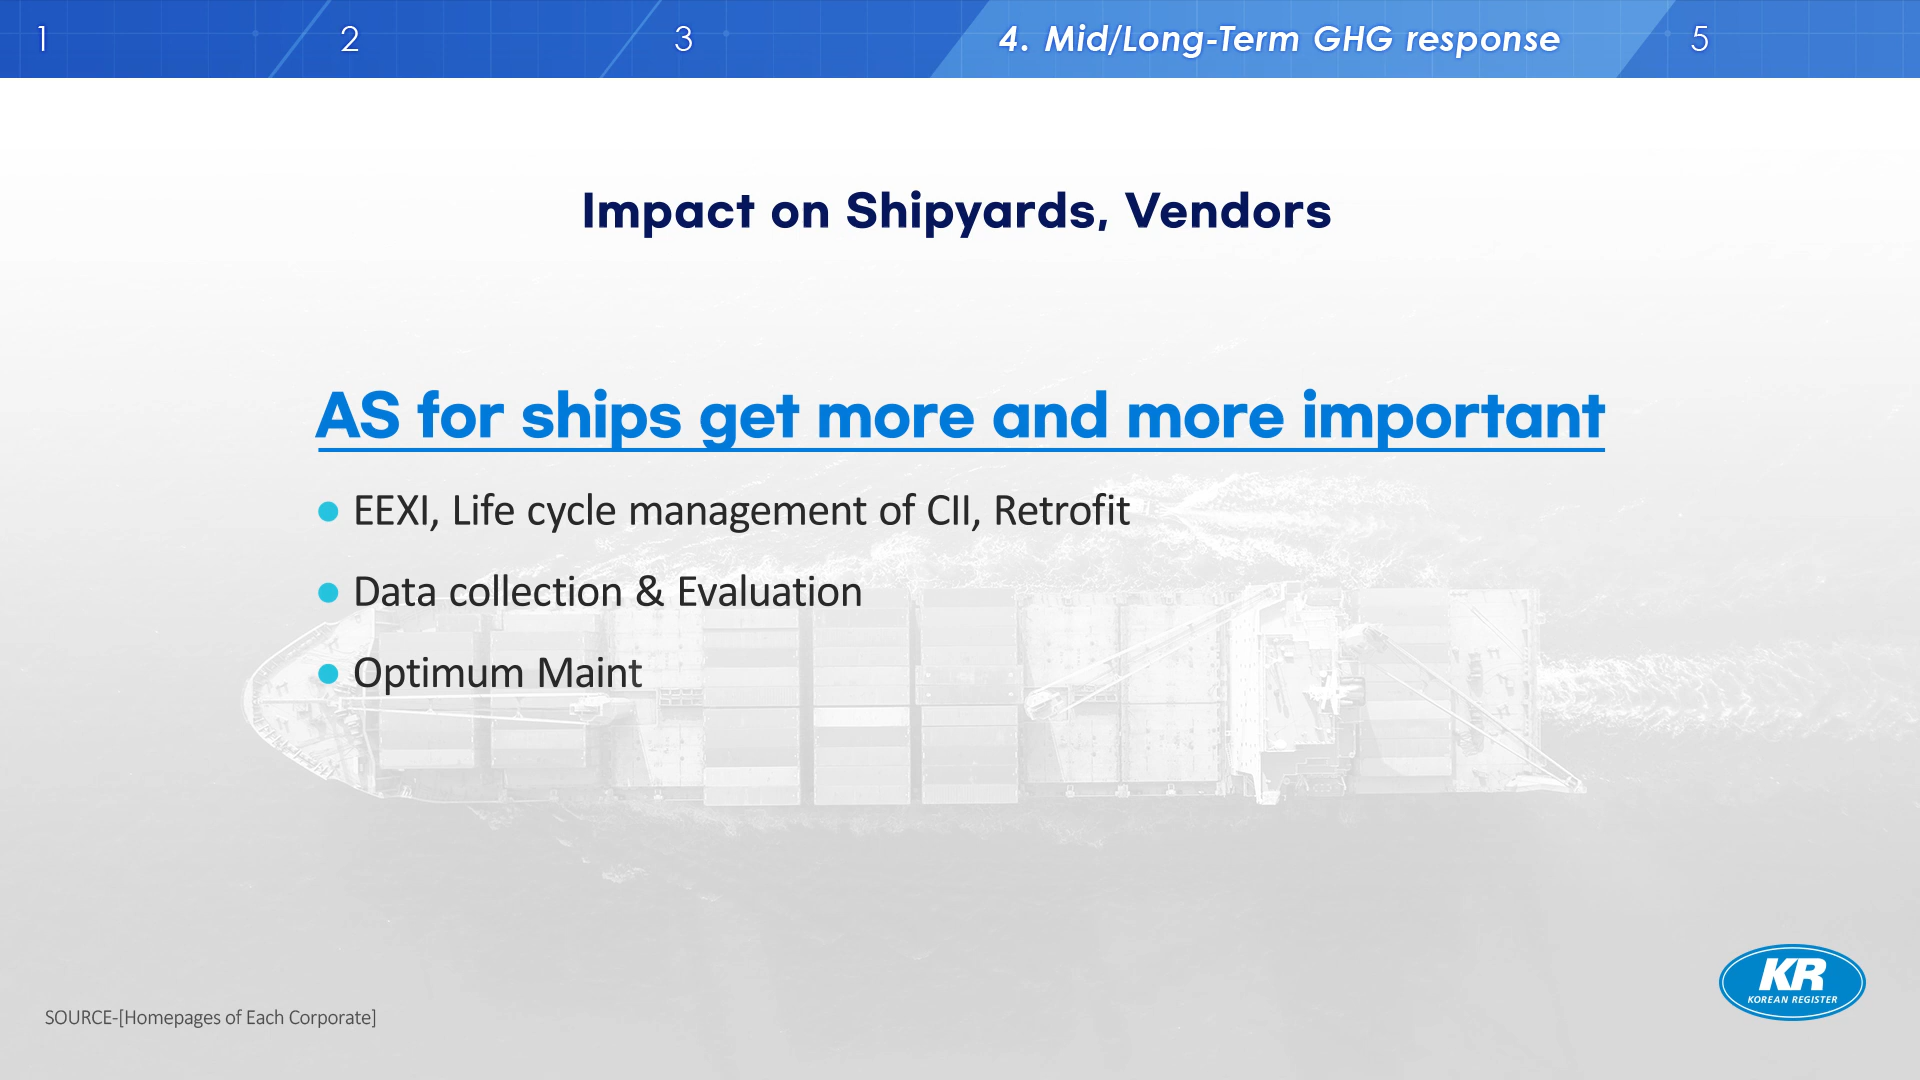 1
2
3
4. Mid/Long-Term GHG response
5
Impact on Shipyards, Vendors
AS for ships get more and more important
● EEXI, Life cycle management of CII, Retrofit
● Data collection & Evaluation
● Optimum Maint
KR
KOREAN REGISTER
SOURCE-[Homepages of Each Corporate]